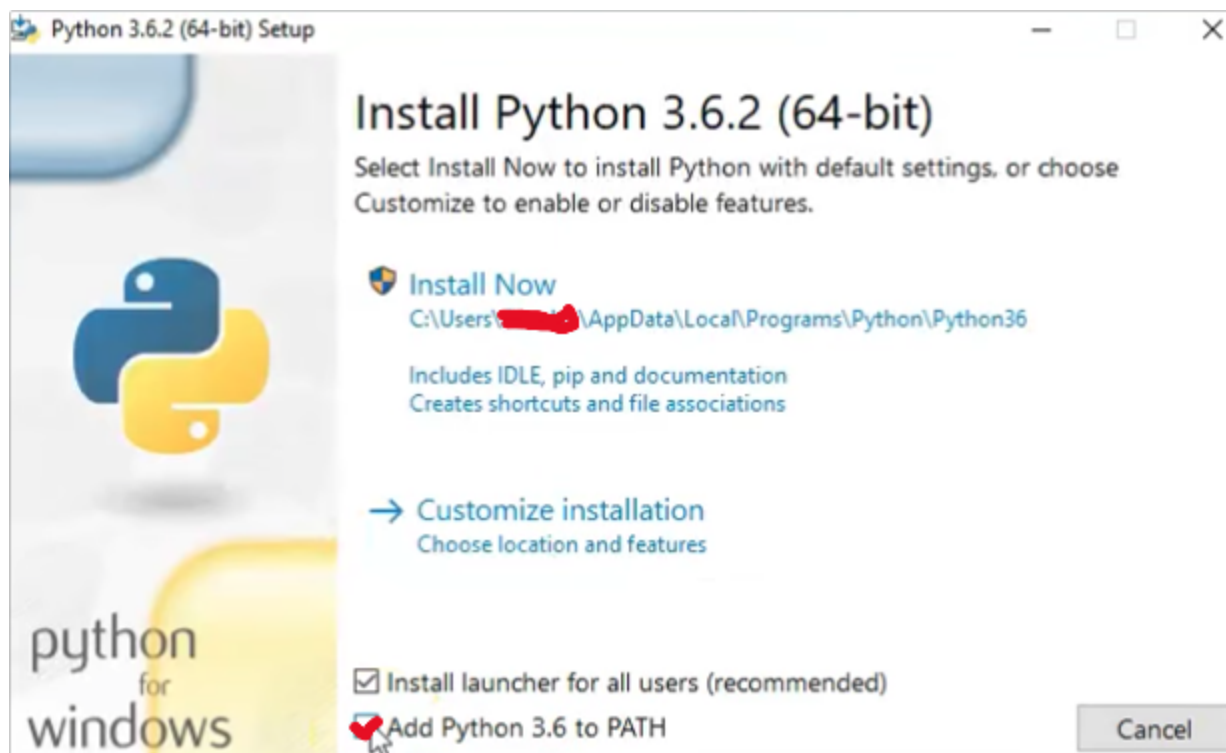 Python 3.6.2 (64-bit) Setup
Install Python 3.6.2 (64-bit)
Select Install Now to install Python with default settings, or choose
Customize to enable or disable features.
Install Now
C:\Users\ \AppData\Local\Programs\Python\Python36
Includes IDLE, pip and documentation
Creates shortcuts and file associations
Customize installation
Choose location and features
python
for
windows
Install launcher for all users (recommended)
Add Python 3.6 to PATH
Cancel